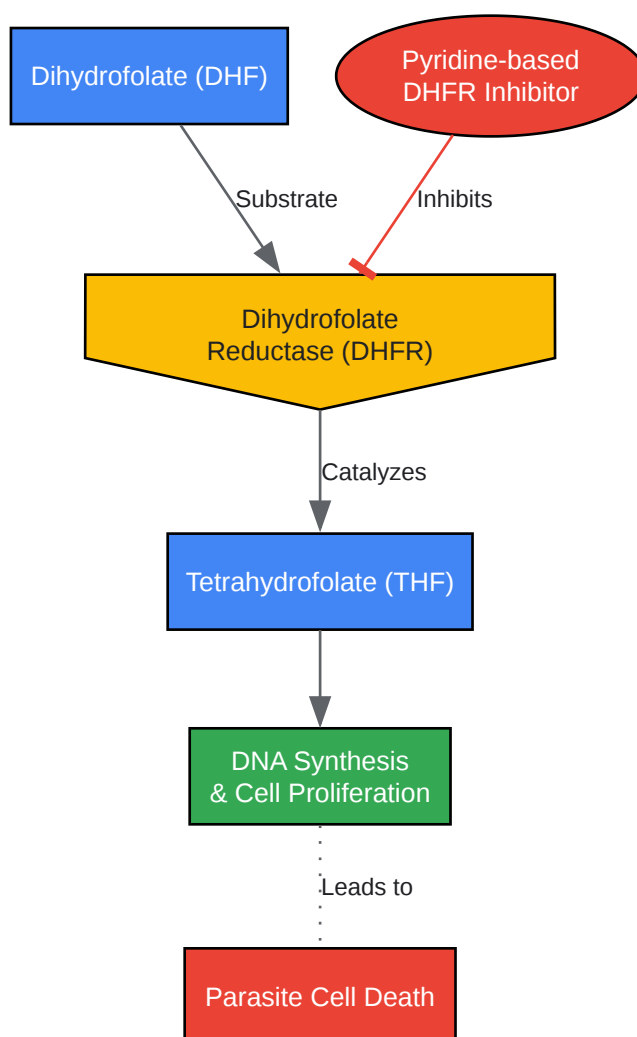 Dihydrofolate (DHF)
Pyridine-based
DHFR Inhibitor
Substrate
Inhibits
Dihydrofolate
Reductase (DHFR)
Catalyzes
Tetrahydrofolate (THF)
DNA Synthesis
& Cell Proliferation
Leads to
Parasite Cell Death